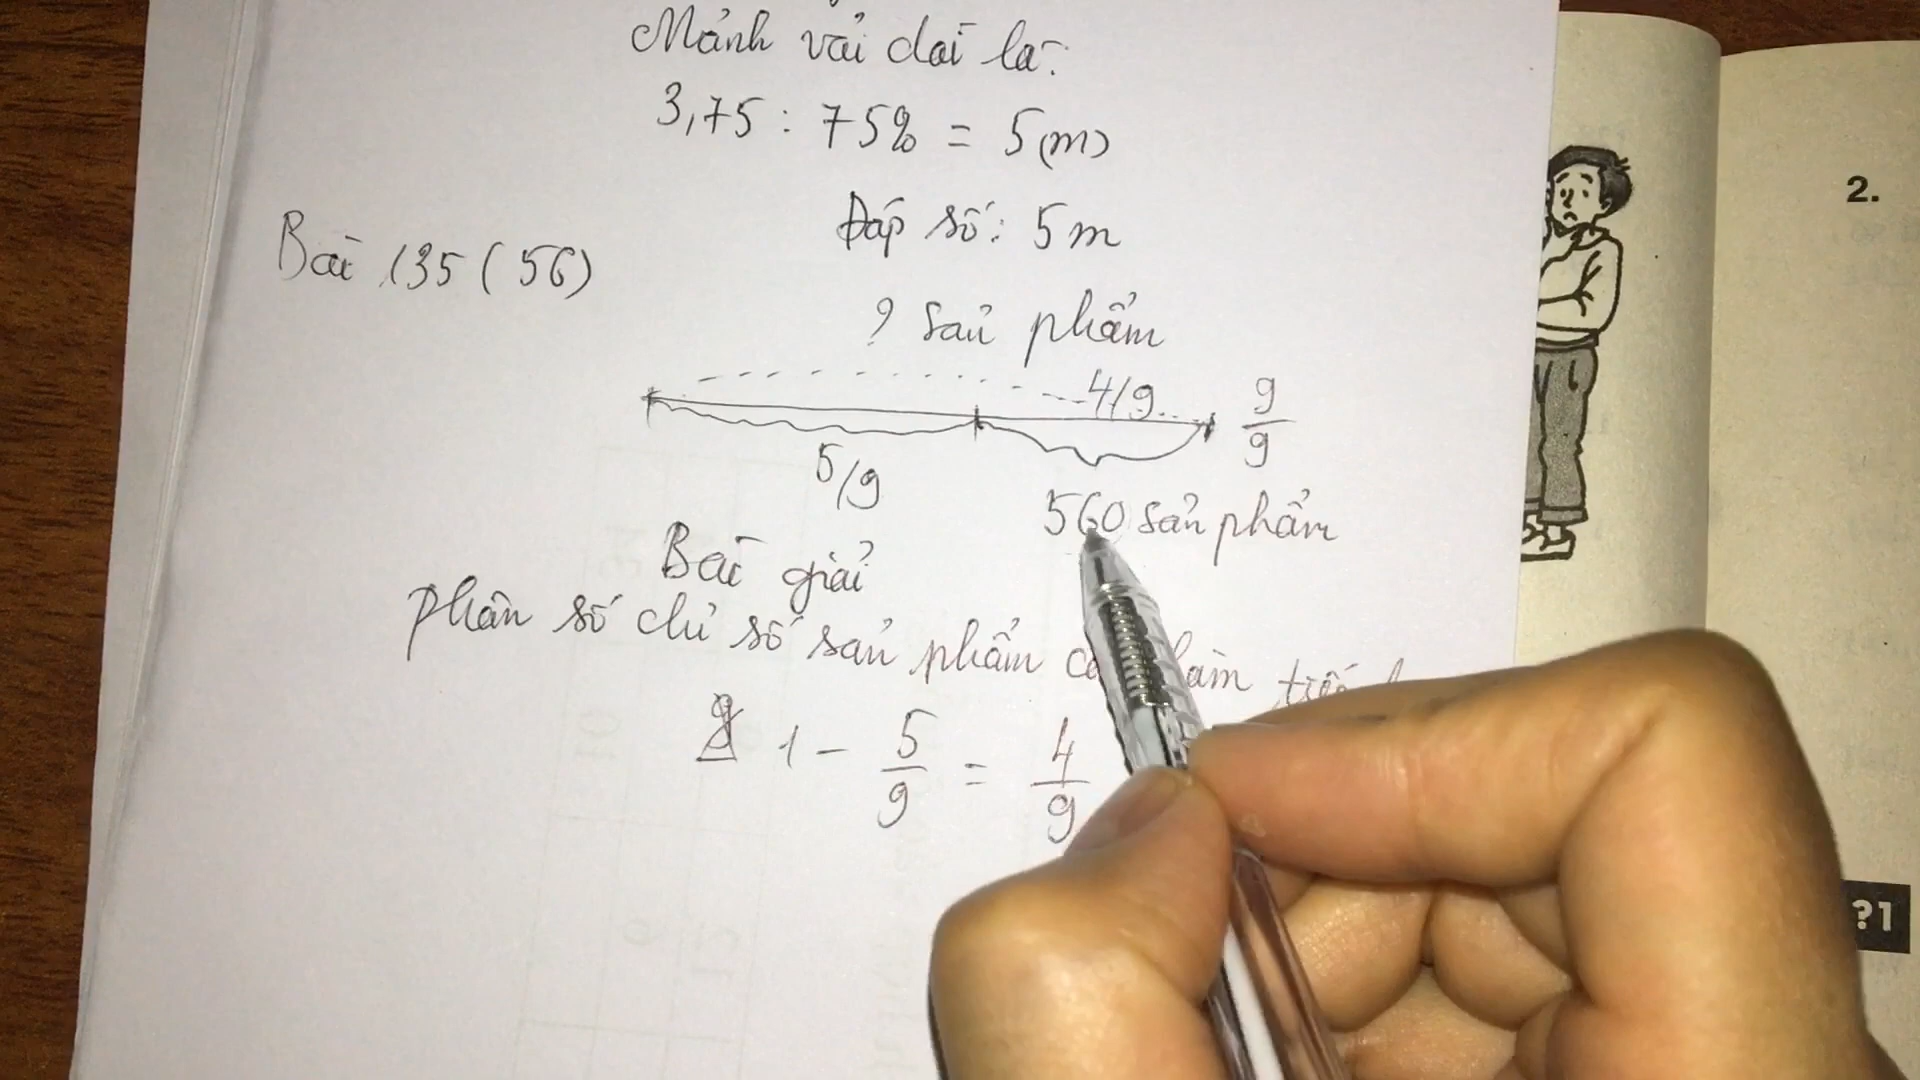 Mảnh vải dài là:
3,75 : 75% = 5 (m)
Đáp số: 5 m
Bài 135 (56)
? sản phẩm
4/9
9/9
5/9
560 sản phẩm
Bài giải
phân số chỉ số sản phẩm làm
1 - 5/9 = 4/9
2.
?1